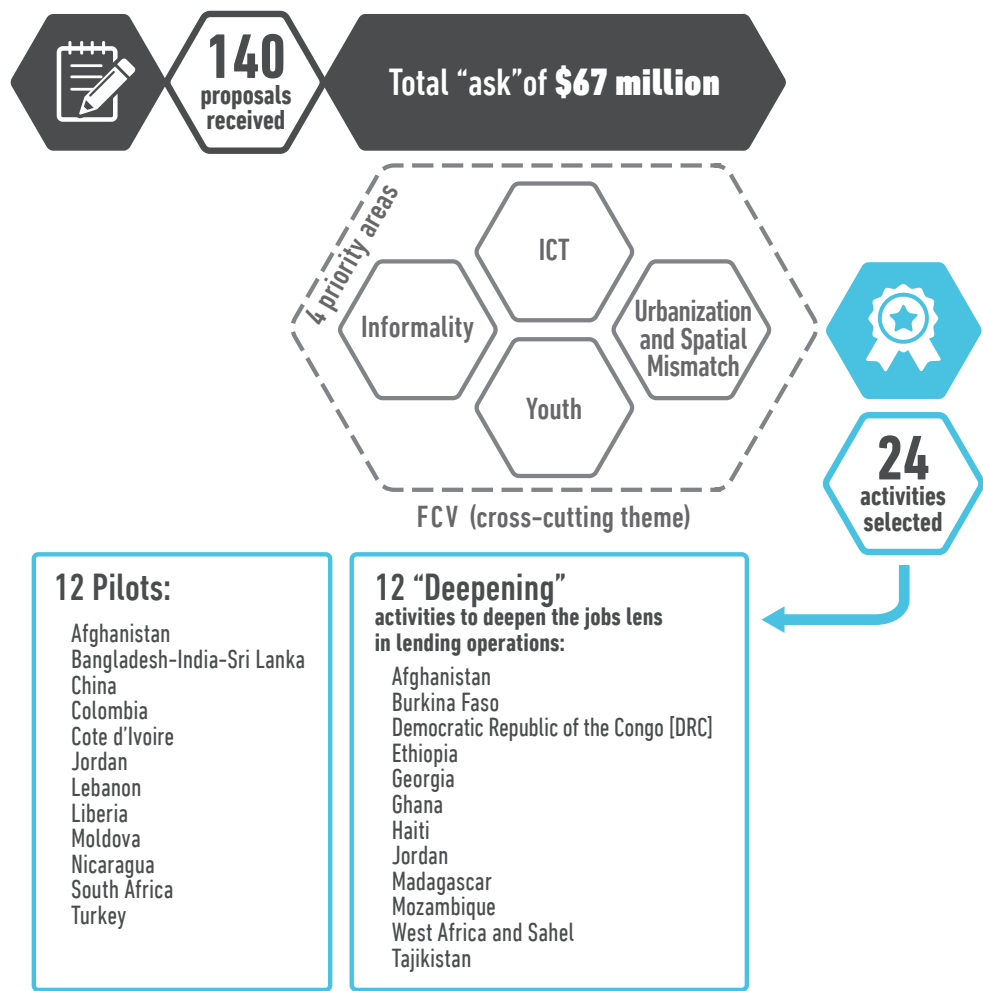 140
proposals
received
Total “ask”of $67 million
4 priority areas
ICT
Informality
Urbanization
and Spatial
Mismatch
Youth
FCV (cross-cutting theme)
24
activities
selected
12 Pilots:
Afghanistan
Bangladesh-India-Sri Lanka
China
Colombia
Cote d’Ivoire
Jordan
Lebanon
Liberia
Moldova
Nicaragua
South Africa
Turkey
12 “Deepening”
activities to deepen the jobs lens
in lending operations:
Afghanistan
Burkina Faso
Democratic Republic of the Congo [DRC]
Ethiopia
Georgia
Ghana
Haiti
Jordan
Madagascar
Mozambique
West Africa and Sahel
Tajikistan